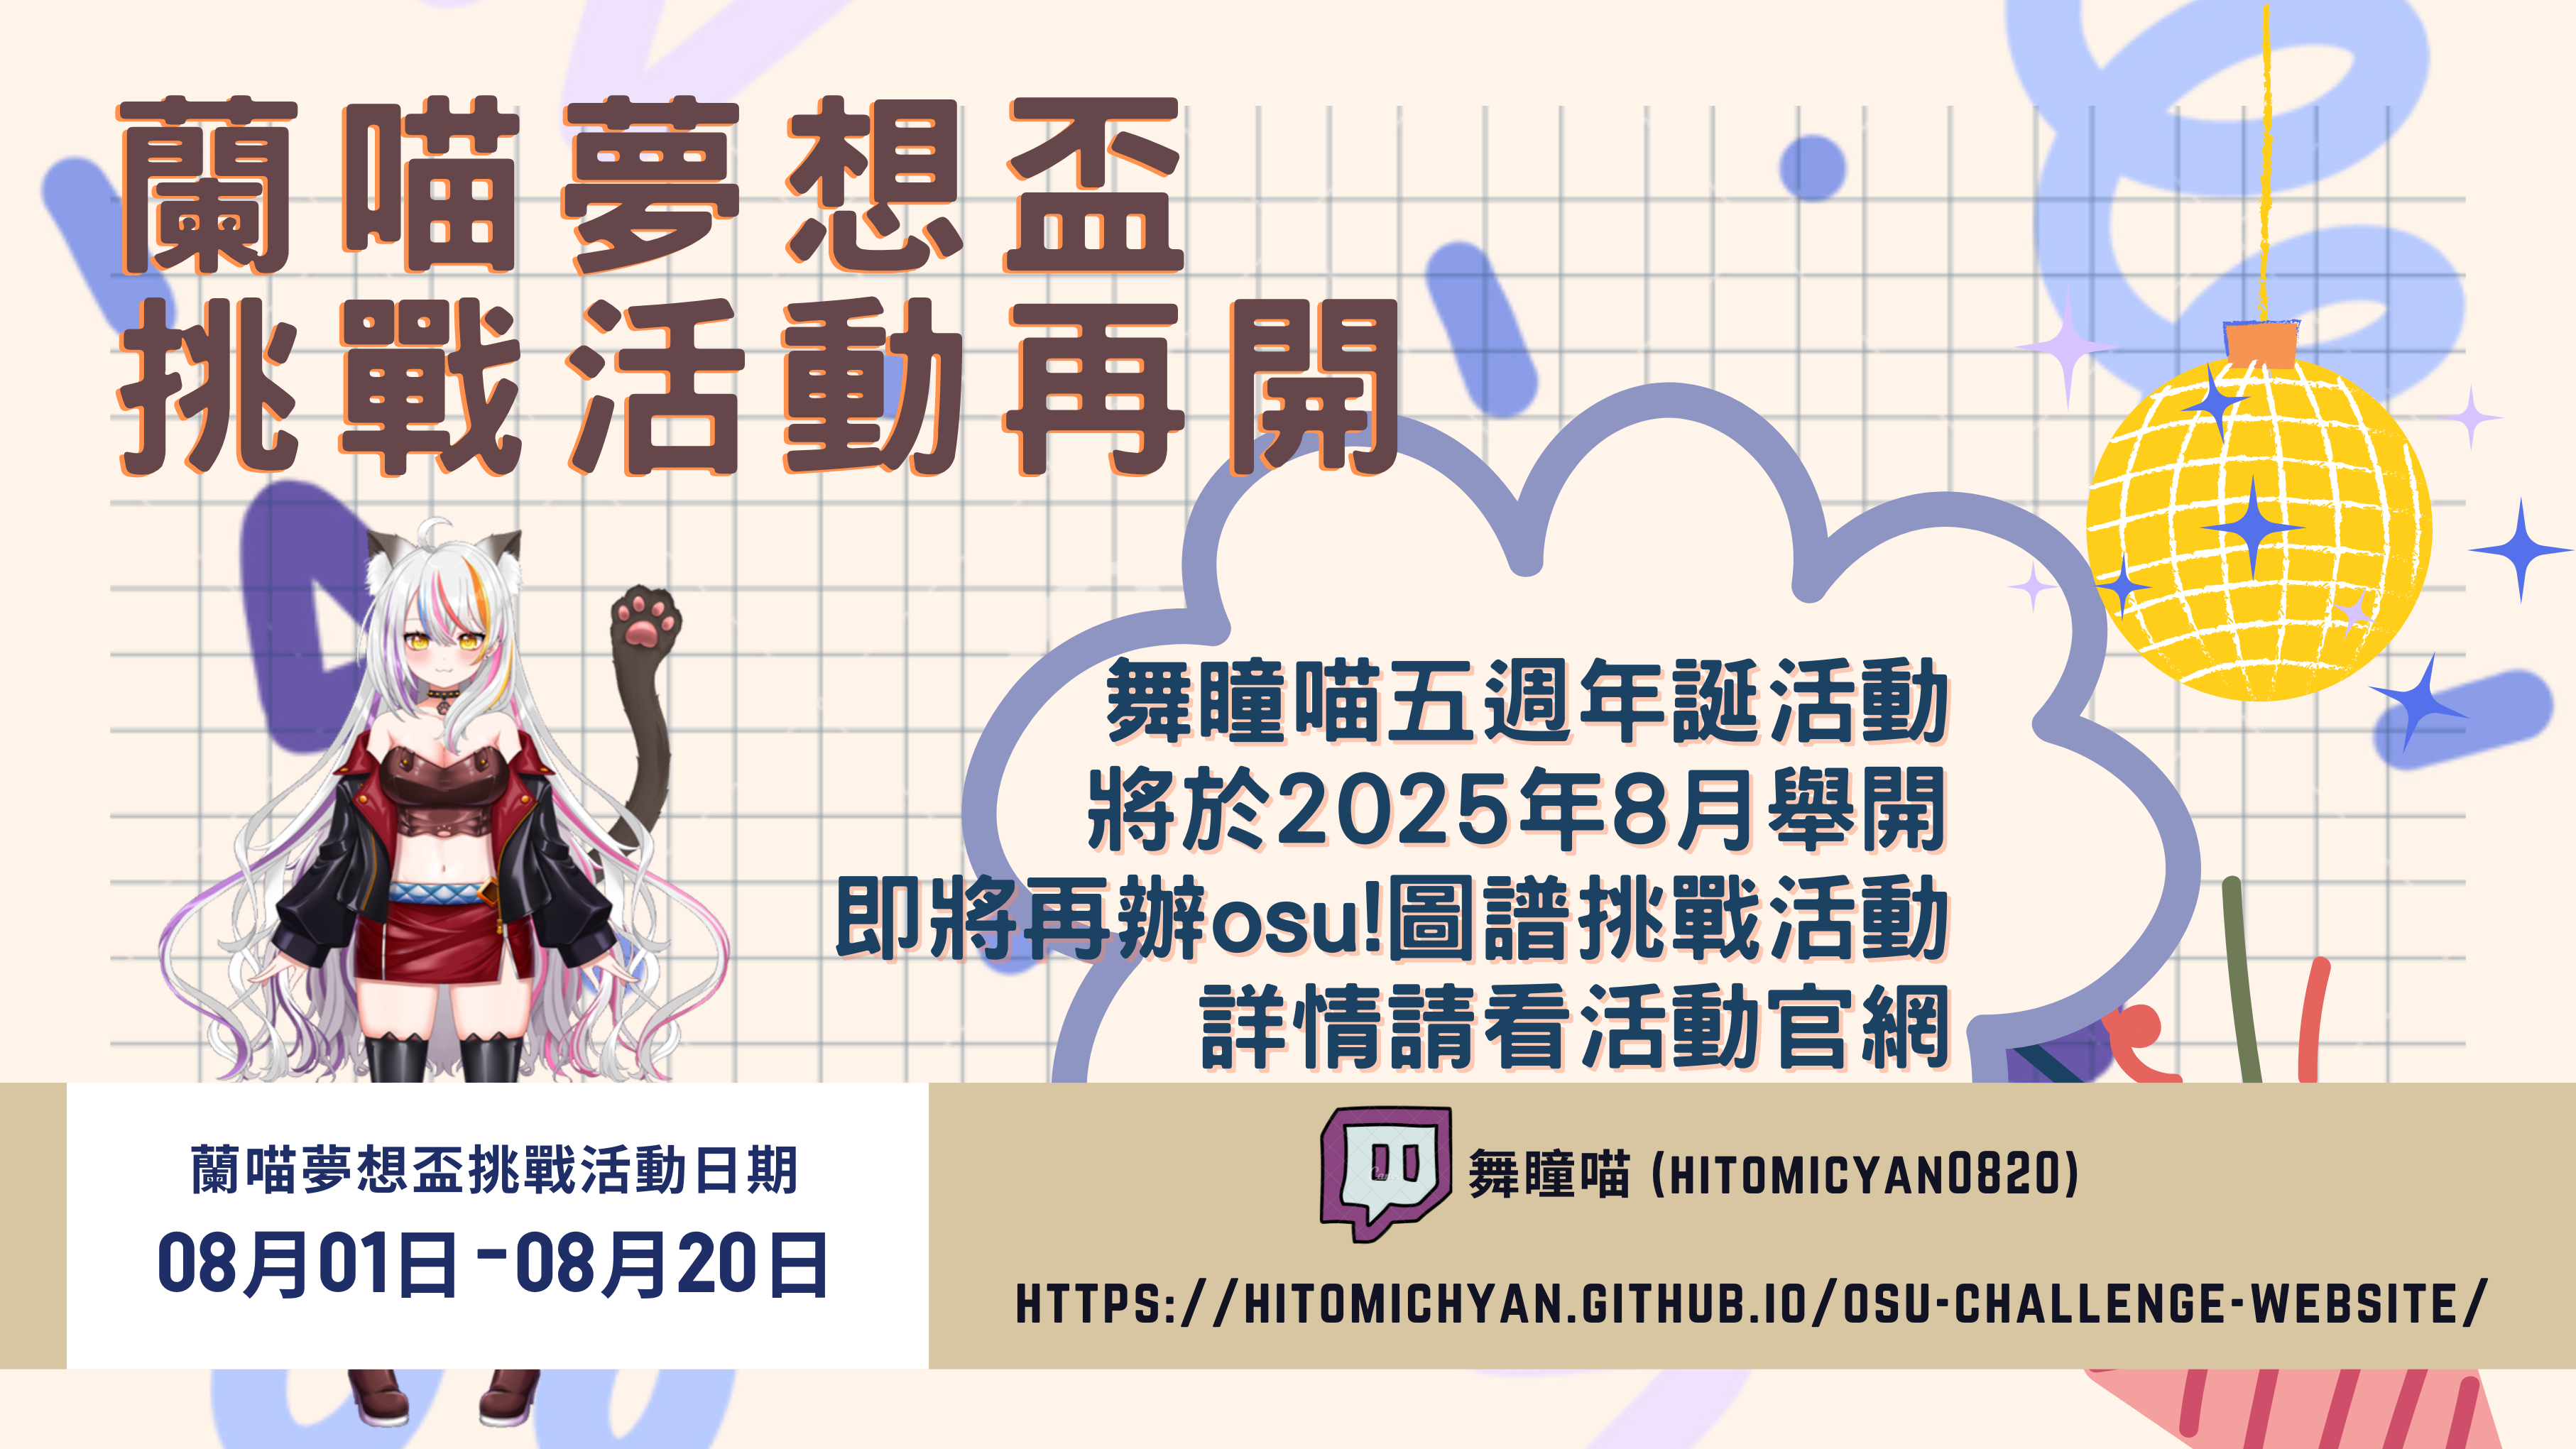 蘭喵夢想盃
挑戰活動再開
舞瞳喵五週年誕活動
將於2025年8月舉開
即將再辦osu!圖譜挑戰活動
詳情請看活動官網
蘭喵夢想盃挑戰活動日期
08月01日-08月20日
舞瞳喵 (HITOMICYAN0820)
HTTPS://HITOMICHYAN.GITHUB.IO/OSU-CHALLENGE-WEBSITE/